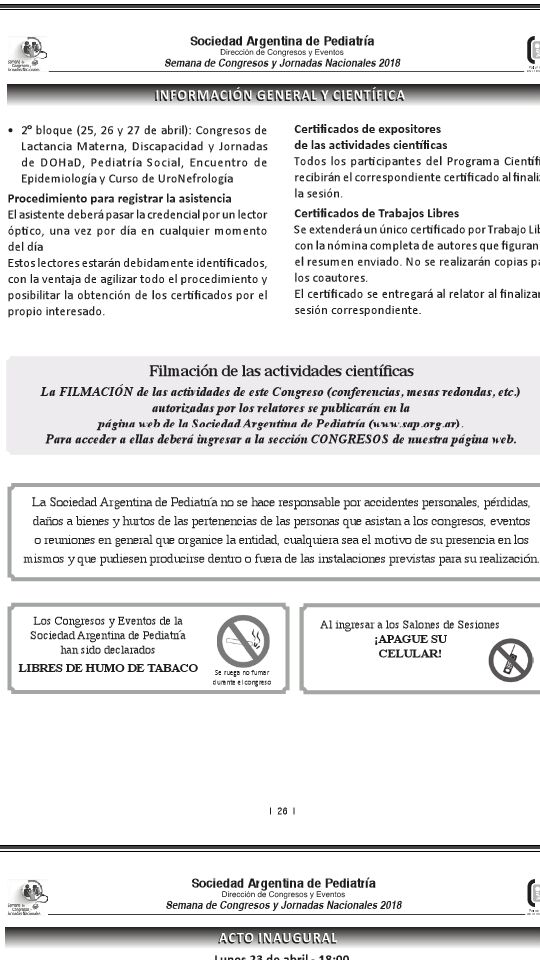 Sociedad Argentina de Pediatría
Dirección de Congresos y Eventos
Semana de Congresos y Jornadas Nacionales 2018
INFORMACIÓN GENERAL Y CIENTÍFICA
• 2º bloque (25, 26 y 27 de abril): Congresos de
Lactancia Materna, Discapacidad y Jornadas
de DOHaD, Pediatría Social, Encuentro de
Epidemiología y Curso de UroNefrología
Procedimiento para registrar la asistencia
El asistente deberá pasar la credencial por un lector
óptico, una vez por día en cualquier momento
del día
Estos lectores estarán debidamente identificados,
con la ventaja de agilizar todo el procedimiento y
posibilitar la obtención de los certificados por el
propio interesado.
Certificados de expositores
de las actividades científicas
Todos los participantes del Programa Científi
recibirán el correspondiente certificado al finaliz
la sesión.
Certificados de Trabajos Libres
Se extenderá un único certificado por Trabajo Lib
con la nómina completa de autores que figuran
el resumen enviado. No se realizarán copias pa
los coautores.
El certificado se entregará al relator al finalizar
sesión correspondiente.
Filmación de las actividades científicas
La FILMACIÓN de las actividades de este Congreso (conferencias, mesas redondas, etc.)
autorizadas por los relatores se publicarán en la
página web de la Sociedad Argentina de Pediatría (www.sap.org.ar).
Para acceder a ellas deberá ingresar a la sección CONGRESOS de nuestra página web.
La Sociedad Argentina de Pediatría no se hace responsable por accidentes personales, pérdidas,
daños a bienes y hurtos de las pertenencias de las personas que asistan a los congresos, eventos
o reuniones en general que organice la entidad, cualquiera sea el motivo de su presencia en los
mismos y que pudiesen producirse dentro o fuera de las instalaciones previstas para su realización.
Los Congresos y Eventos de la
Sociedad Argentina de Pediatría
han sido declarados
LIBRES DE HUMO DE TABACO
Se ruega no fumar
durante el congreso
Al ingresar a los Salones de Sesiones
¡APAGUE SU
CELULAR!
| 26 |
Sociedad Argentina de Pediatría
Dirección de Congresos y Eventos
Semana de Congresos y Jornadas Nacionales 2018
ACTO INAUGURAL
Lunes 23 de abril - 18:00